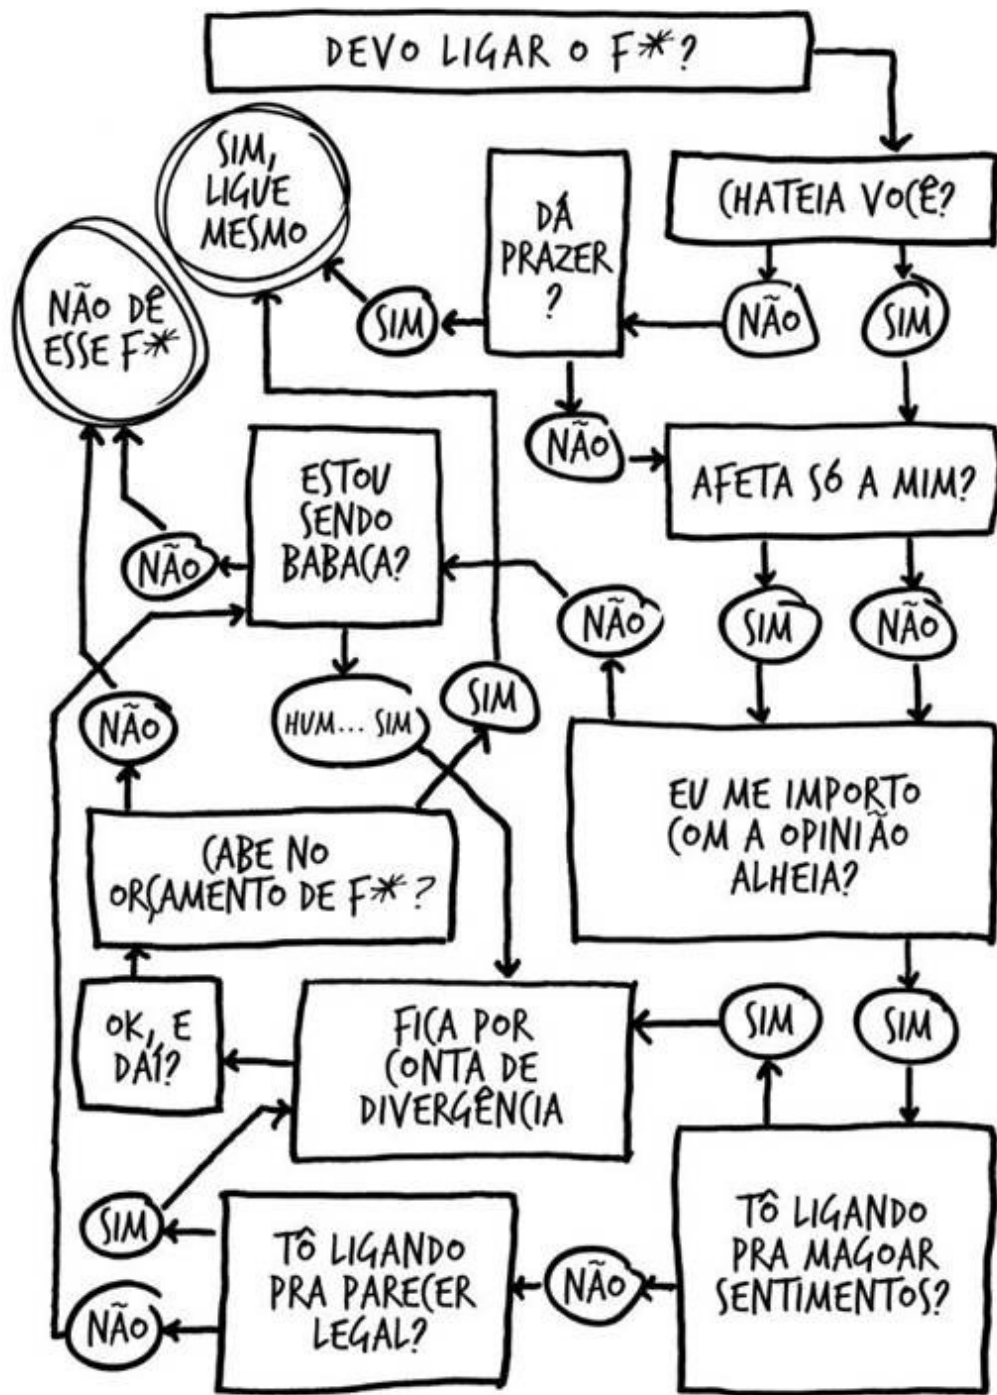 DEVO LIGAR O F*?
SIM,
LIGUE
MESMO
DÁ
PRAZER
?
CHATEIA VOCÊ?
NÃO DÊ
ESSE F*
SIM
NÃO
SIM
NÃO
ESTOU
SENDO
BABACA?
AFETA SÓ A MIM?
NÃO
NÃO
SIM
NÃO
NÃO
HUM... SIM
SIM
EU ME IMPORTO
COM A OPINIÃO
ALHEIA?
CABE NO
ORÇAMENTO DE F*?
OK, E
DAÍ?
FICA POR
CONTA DE
DIVERGÊNCIA
SIM
SIM
SIM
TÔ LIGANDO
PRA PARECER
LEGAL?
NÃO
TÔ LIGANDO
PRA MAGOAR
SENTIMENTOS?
NÃO